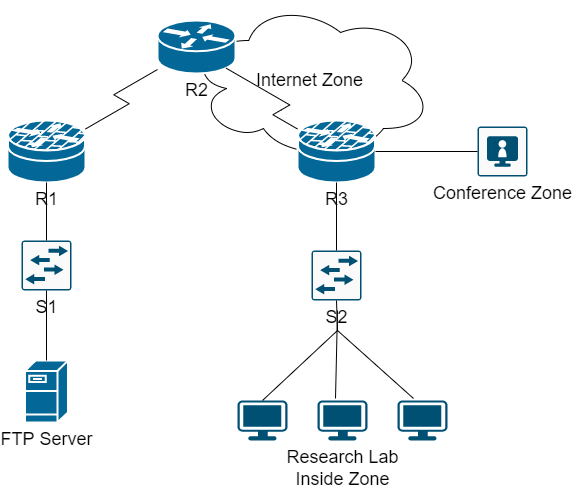 Internet Zone
R2
Conference Zone
R1
R3
S1
S2
FTP Server
Research Lab
Inside Zone